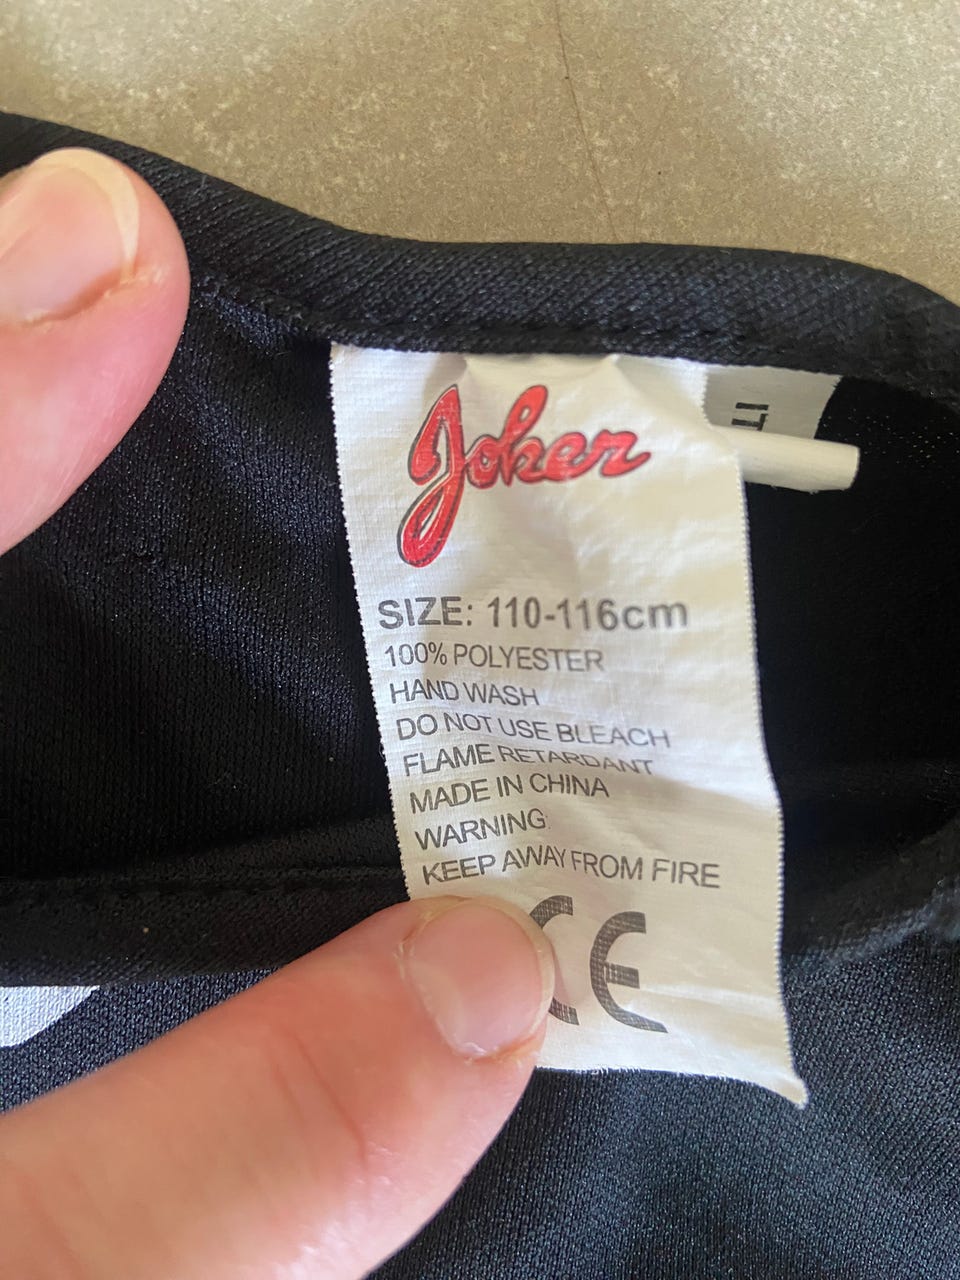 Joker
IT
SIZE: 110-116cm
100% POLYESTER
HAND WASH
DO NOT USE BLEACH
FLAME RETARDANT
MADE IN CHINA
WARNING:
KEEP AWAY FROM FIRE
CE